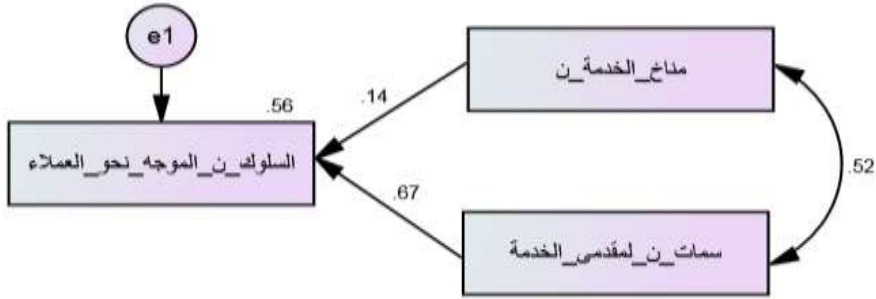 e1
مناخ_الخدمة_ن
.14
.56
السلوك_ن_الموجه_نحو_العملاء
.52
.67
سمات_ن_لمقدمى_الخدمة